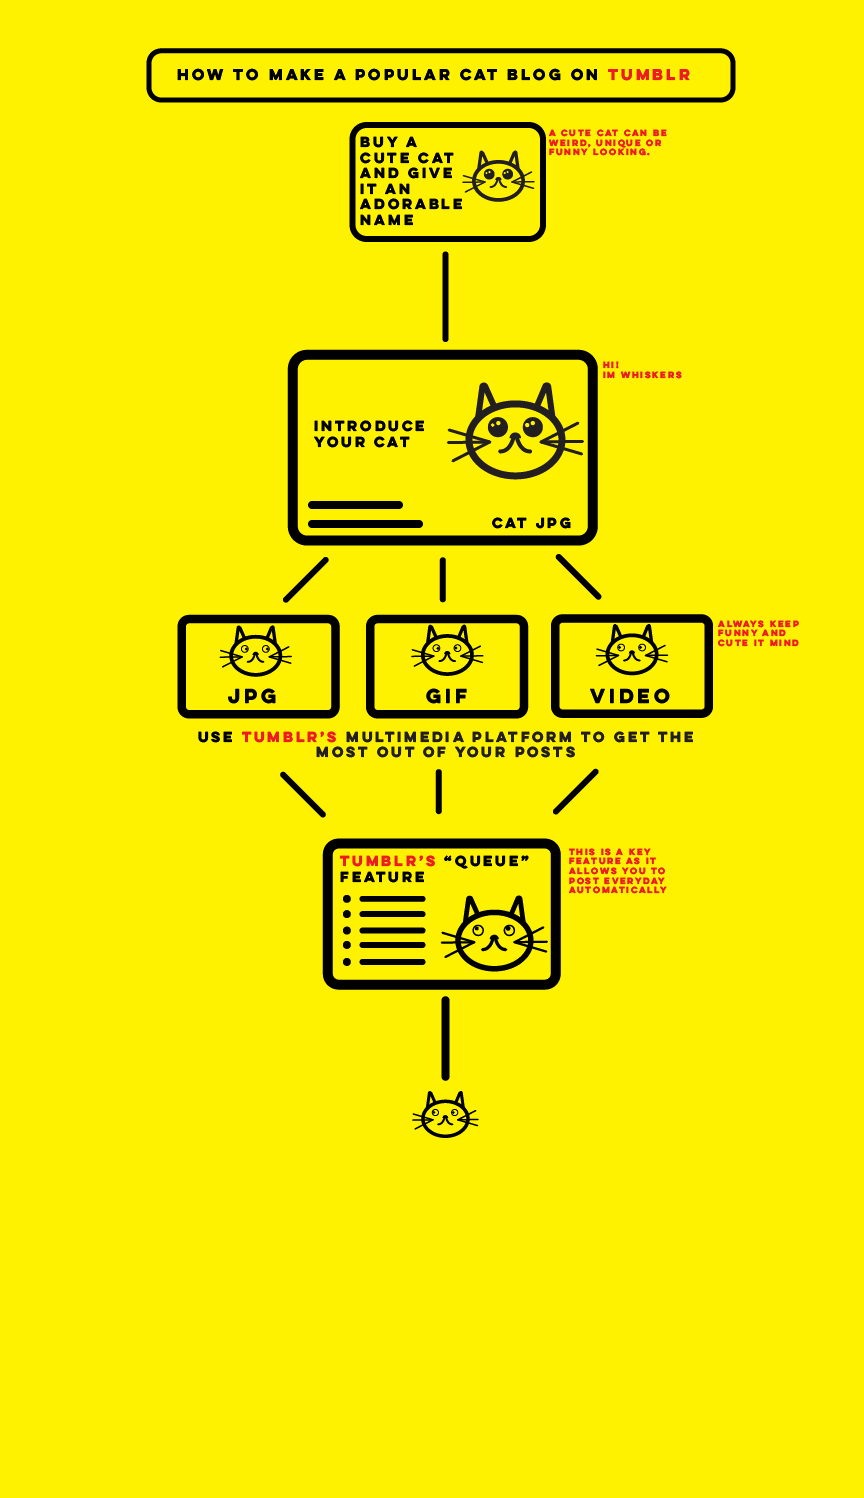 HOW TO MAKE A POPULAR CAT BLOG ON TUMBLR
BUY A
CUTE CAT
AND GIVE
IT AN
ADORABLE
NAME
A CUTE CAT CAN BE
WEIRD, UNIQUE OR
FUNNY LOOKING.
HI!
IM WHISKERS
INTRODUCE
YOUR CAT
CAT JPG
JPG
GIF
VIDEO
ALWAYS KEEP
FUNNY AND
CUTE IT MIND
USE TUMBLR'S MULTIMEDIA PLATFORM TO GET THE
MOST OUT OF YOUR POSTS
TUMBLR'S “QUEUE”
FEATURE
THIS IS A KEY
FEATURE AS IT
ALLOWS YOU TO
POST EVERYDAY
AUTOMATICALLY